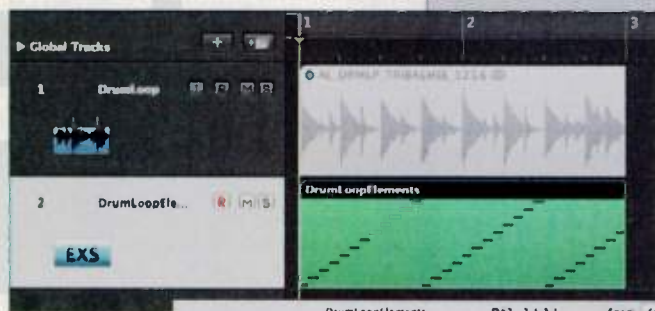 1 2 3
Global Tracks
1 DrumLoop I R M S
2 DrumLoopEle... R M S
DrumLoopElements
EXS